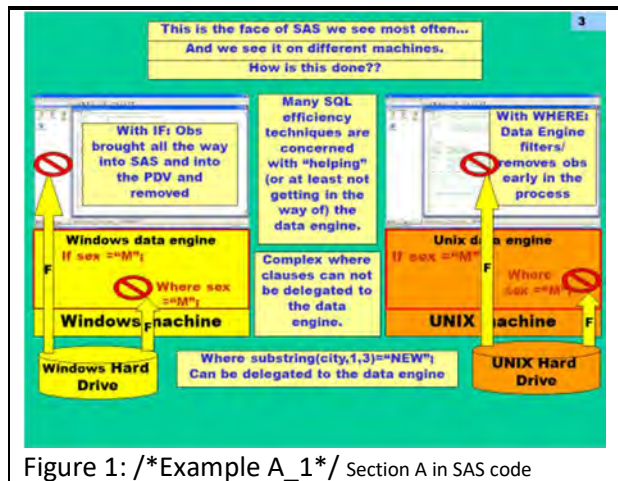 3
This is the face of SAS we see most often...
And we see it on different machines.
How is this done??
With IF: Obs
brought all the way
into SAS and into
the PDV and
removed
Many SQL
efficiency
techniques are
concerned
with “helping”
(or at least not
getting in the
way of) the
data engine.
With WHERE:
Data Engine
filters/
removes obs
early in the
process
Windows data engine
If sex =“M”;
Where sex
=“M”;
F
F
Windows machine
Windows Hard
Drive
Complex where
clauses can not
be delegated to
the data
engine.
Unix data engine
If sex =“M”
Where
sex =“M”;
F
F
UNIX machine
UNIX Hard
Drive
Where substring(city,1,3)=“NEW”;
Can be delegated to the data engine
Figure 1: /*Example A_1*/ Section A in SAS code